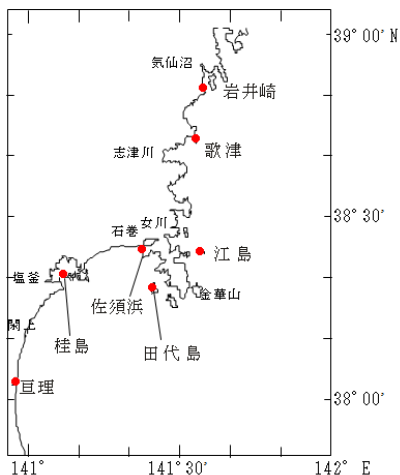 39°00′N
気仙沼
岩井崎
歌津
志津川
38°30′
女川
石巻
江島
塩釜
佐須浜
金華山
閖上
桂島
田代島
亘理
38°00′
141°
141°30′
142° E